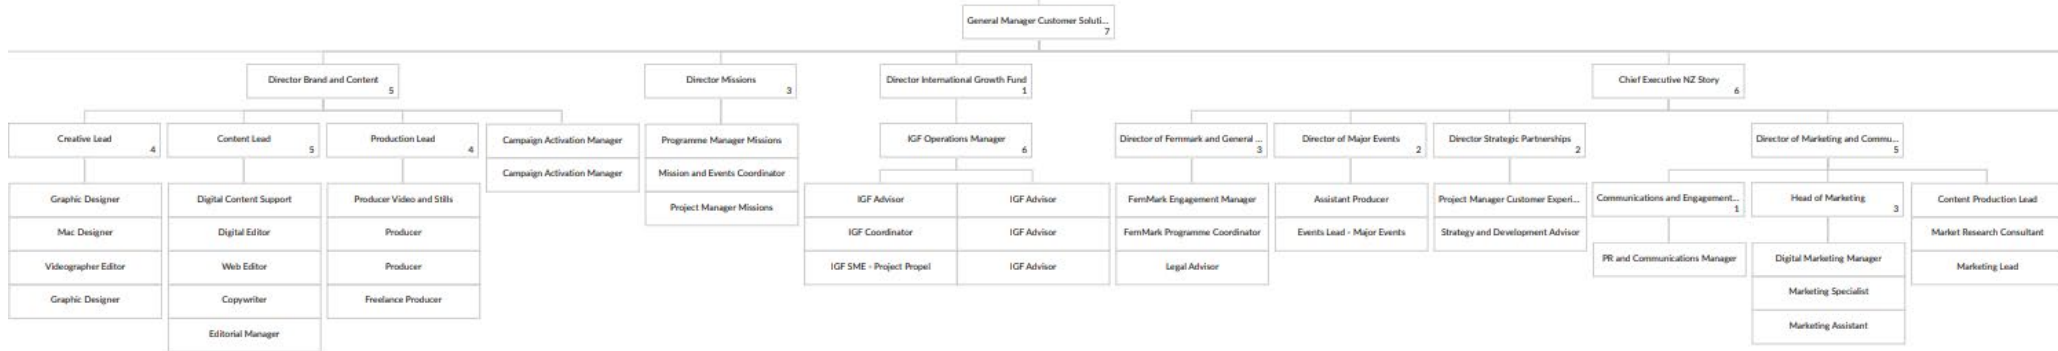 General Manager Customer Soluti...
7
Director Brand and Content
5
Director Missions
3
Director International Growth Fund
1
Chief Executive NZ Story
6
Creative Lead
4
Content Lead
5
Production Lead
4
Campaign Activation Manager
Campaign Activation Manager
Programme Manager Missions
Mission and Events Coordinator
Project Manager Missions
IGF Operations Manager
6
Director of Fernmark and General ...
3
Director of Major Events
2
Director Strategic Partnerships
2
Director of Marketing and Commu...
5
Graphic Designer
Mac Designer
Videographer Editor
Graphic Designer
Digital Content Support
Digital Editor
Web Editor
Copywriter
Editorial Manager
Producer Video and Stills
Producer
Producer
Freelance Producer
IGF Advisor
IGF Coordinator
IGF SME - Project Propel
IGF Advisor
IGF Advisor
IGF Advisor
FernMark Engagement Manager
FernMark Programme Coordinator
Legal Advisor
Assistant Producer
Events Lead - Major Events
Project Manager Customer Experi...
Strategy and Development Advisor
Communications and Engagement...
1
PR and Communications Manager
Head of Marketing
3
Digital Marketing Manager
Marketing Specialist
Marketing Assistant
Content Production Lead
Market Research Consultant
Marketing Lead